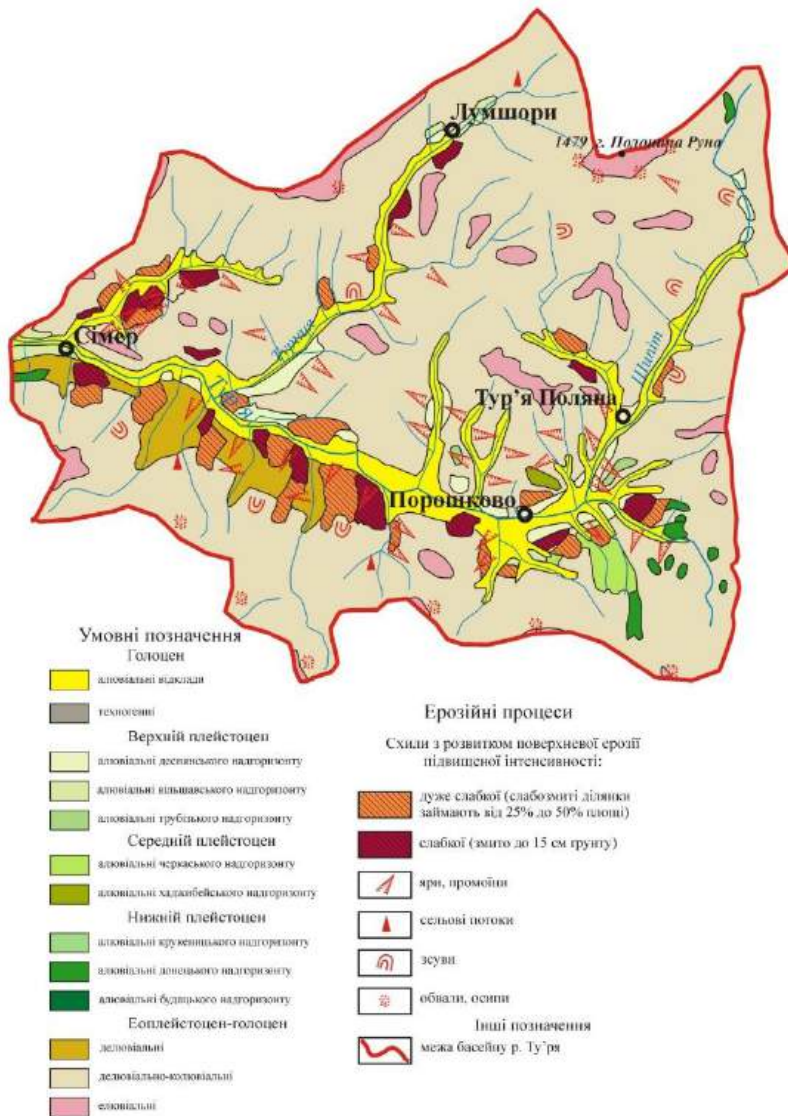 Лумшори
1479 г. Полонина Руна
Сімер
Тур'я
Шипіт
Тур'я Поляна
Порошково
Умовні позначення
Голоцен
алювіальні відклади
техногенні
Верхній плейстоцен
алювіальні деснянського надгоризонту
алювіальні вільшавського надгоризонту
алювіальні трубізького надгоризонту
Середній плейстоцен
алювіальні черкаського надгоризонту
алювіальні хаджибейського надгоризонту
Нижній плейстоцен
алювіальні крукеницького надгоризонту
алювіальні донецького надгоризонту
алювіальні будацького надгоризонту
Еоплейстоцен-голоцен
делювіальні
делювіально-колювіальні
елювіальні
Ерозійні процеси
Схили з розвитком поверхневої ерозії
підвищеної інтенсивності:
дуже слабкої (слабозмиті ділянки
займають від 25% до 50% площі)
слабкої (змито до 15 см ґрунту)
яри, промоїни
сельові потоки
зсуви
обвали, осипи
Інші позначення
межа басейну р. Ту'ря